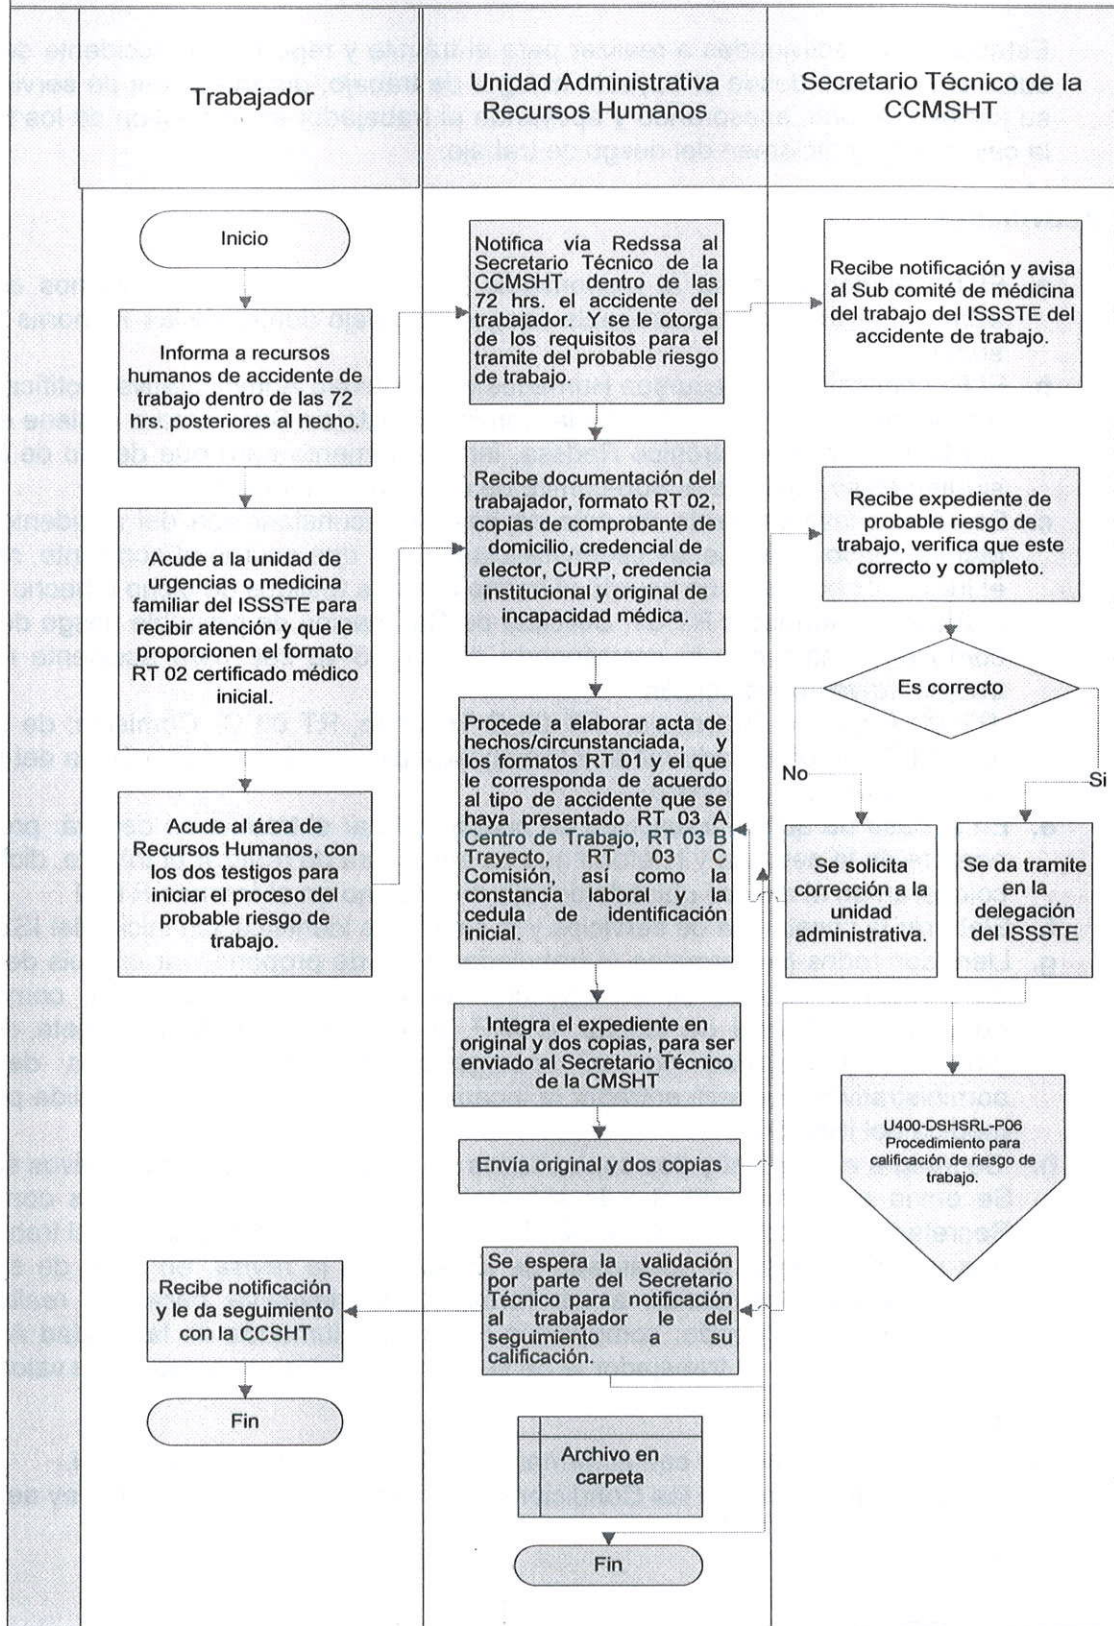 Trabajador
Unidad Administrativa
Recursos Humanos
Secretario Técnico de la
CCMSHT
Inicio
Informa a recursos
humanos de accidente de
trabajo dentro de las 72
hrs. posteriores al hecho.
Acude a la unidad de
urgencias o medicina
familiar del ISSSTE para
recibir atención y que le
proporcionen el formato
RT 02 certificado médico
inicial.
Acude al área de
Recursos Humanos, con
los dos testigos para
iniciar el proceso del
probable riesgo de
trabajo.
Recibe notificación
y le da seguimiento
con la CCSHT
Fin
Notifica vía Redssa al
Secretario Técnico de la
CCMSHT dentro de las
72 hrs. el accidente del
trabajador. Y se le otorga
de los requisitos para el
tramite del probable riesgo
de trabajo.
Recibe documentación del
trabajador, formato RT 02,
copias de comprobante de
domicilio, credencial de
elector, CURP, credencia
institucional y original de
incapacidad médica.
Procede a elaborar acta de
hechos/circunstanciada, y
los formatos RT 01 y el que
le corresponda de acuerdo
al tipo de accidente que se
haya presentado RT 03 A
Centro de Trabajo, RT 03 B
Trayecto, RT 03 C
Comisión, así como la
constancia laboral y la
cedula de identificación
inicial.
Integra el expediente en
original y dos copias, para ser
enviado al Secretario Técnico
de la CMSHT
Envía original y dos copias
Se espera la validación
por parte del Secretario
Técnico para notificación
al trabajador le del
seguimiento a su
calificación.
Archivo en
carpeta
Fin
Recibe notificación y avisa
al Sub comité de médicina
del trabajo del ISSSTE del
accidente de trabajo.
Recibe expediente de
probable riesgo de
trabajo, verifica que este
correcto y completo.
Es correcto
No
Si
Se solicita
corrección a la
unidad
administrativa.
Se da tramite
en la
delegación
del ISSSTE
U400-DSHSRL-P06
Procedimiento para
calificación de riesgo de
trabajo.